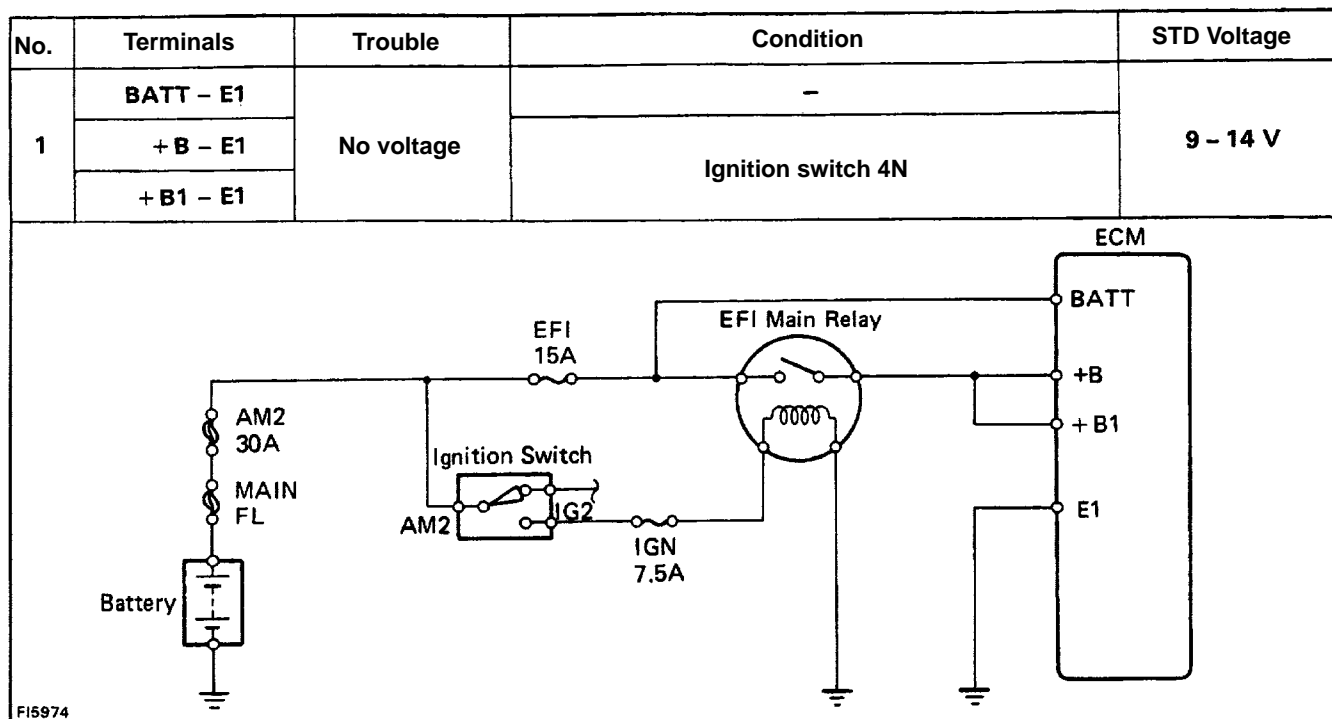 No. Terminals Trouble Condition STD Voltage
BATT – E1 –
1 +B – E1 No voltage Ignition switch 4N 9 – 14 V
+B1 – E1
ECM
BATT
EFI Main Relay
EFI
15A
+B
AM2
30A
+B1
Ignition Switch
MAIN
FL
AM2
IG2
E1
IGN
7.5A
Battery
FI5974